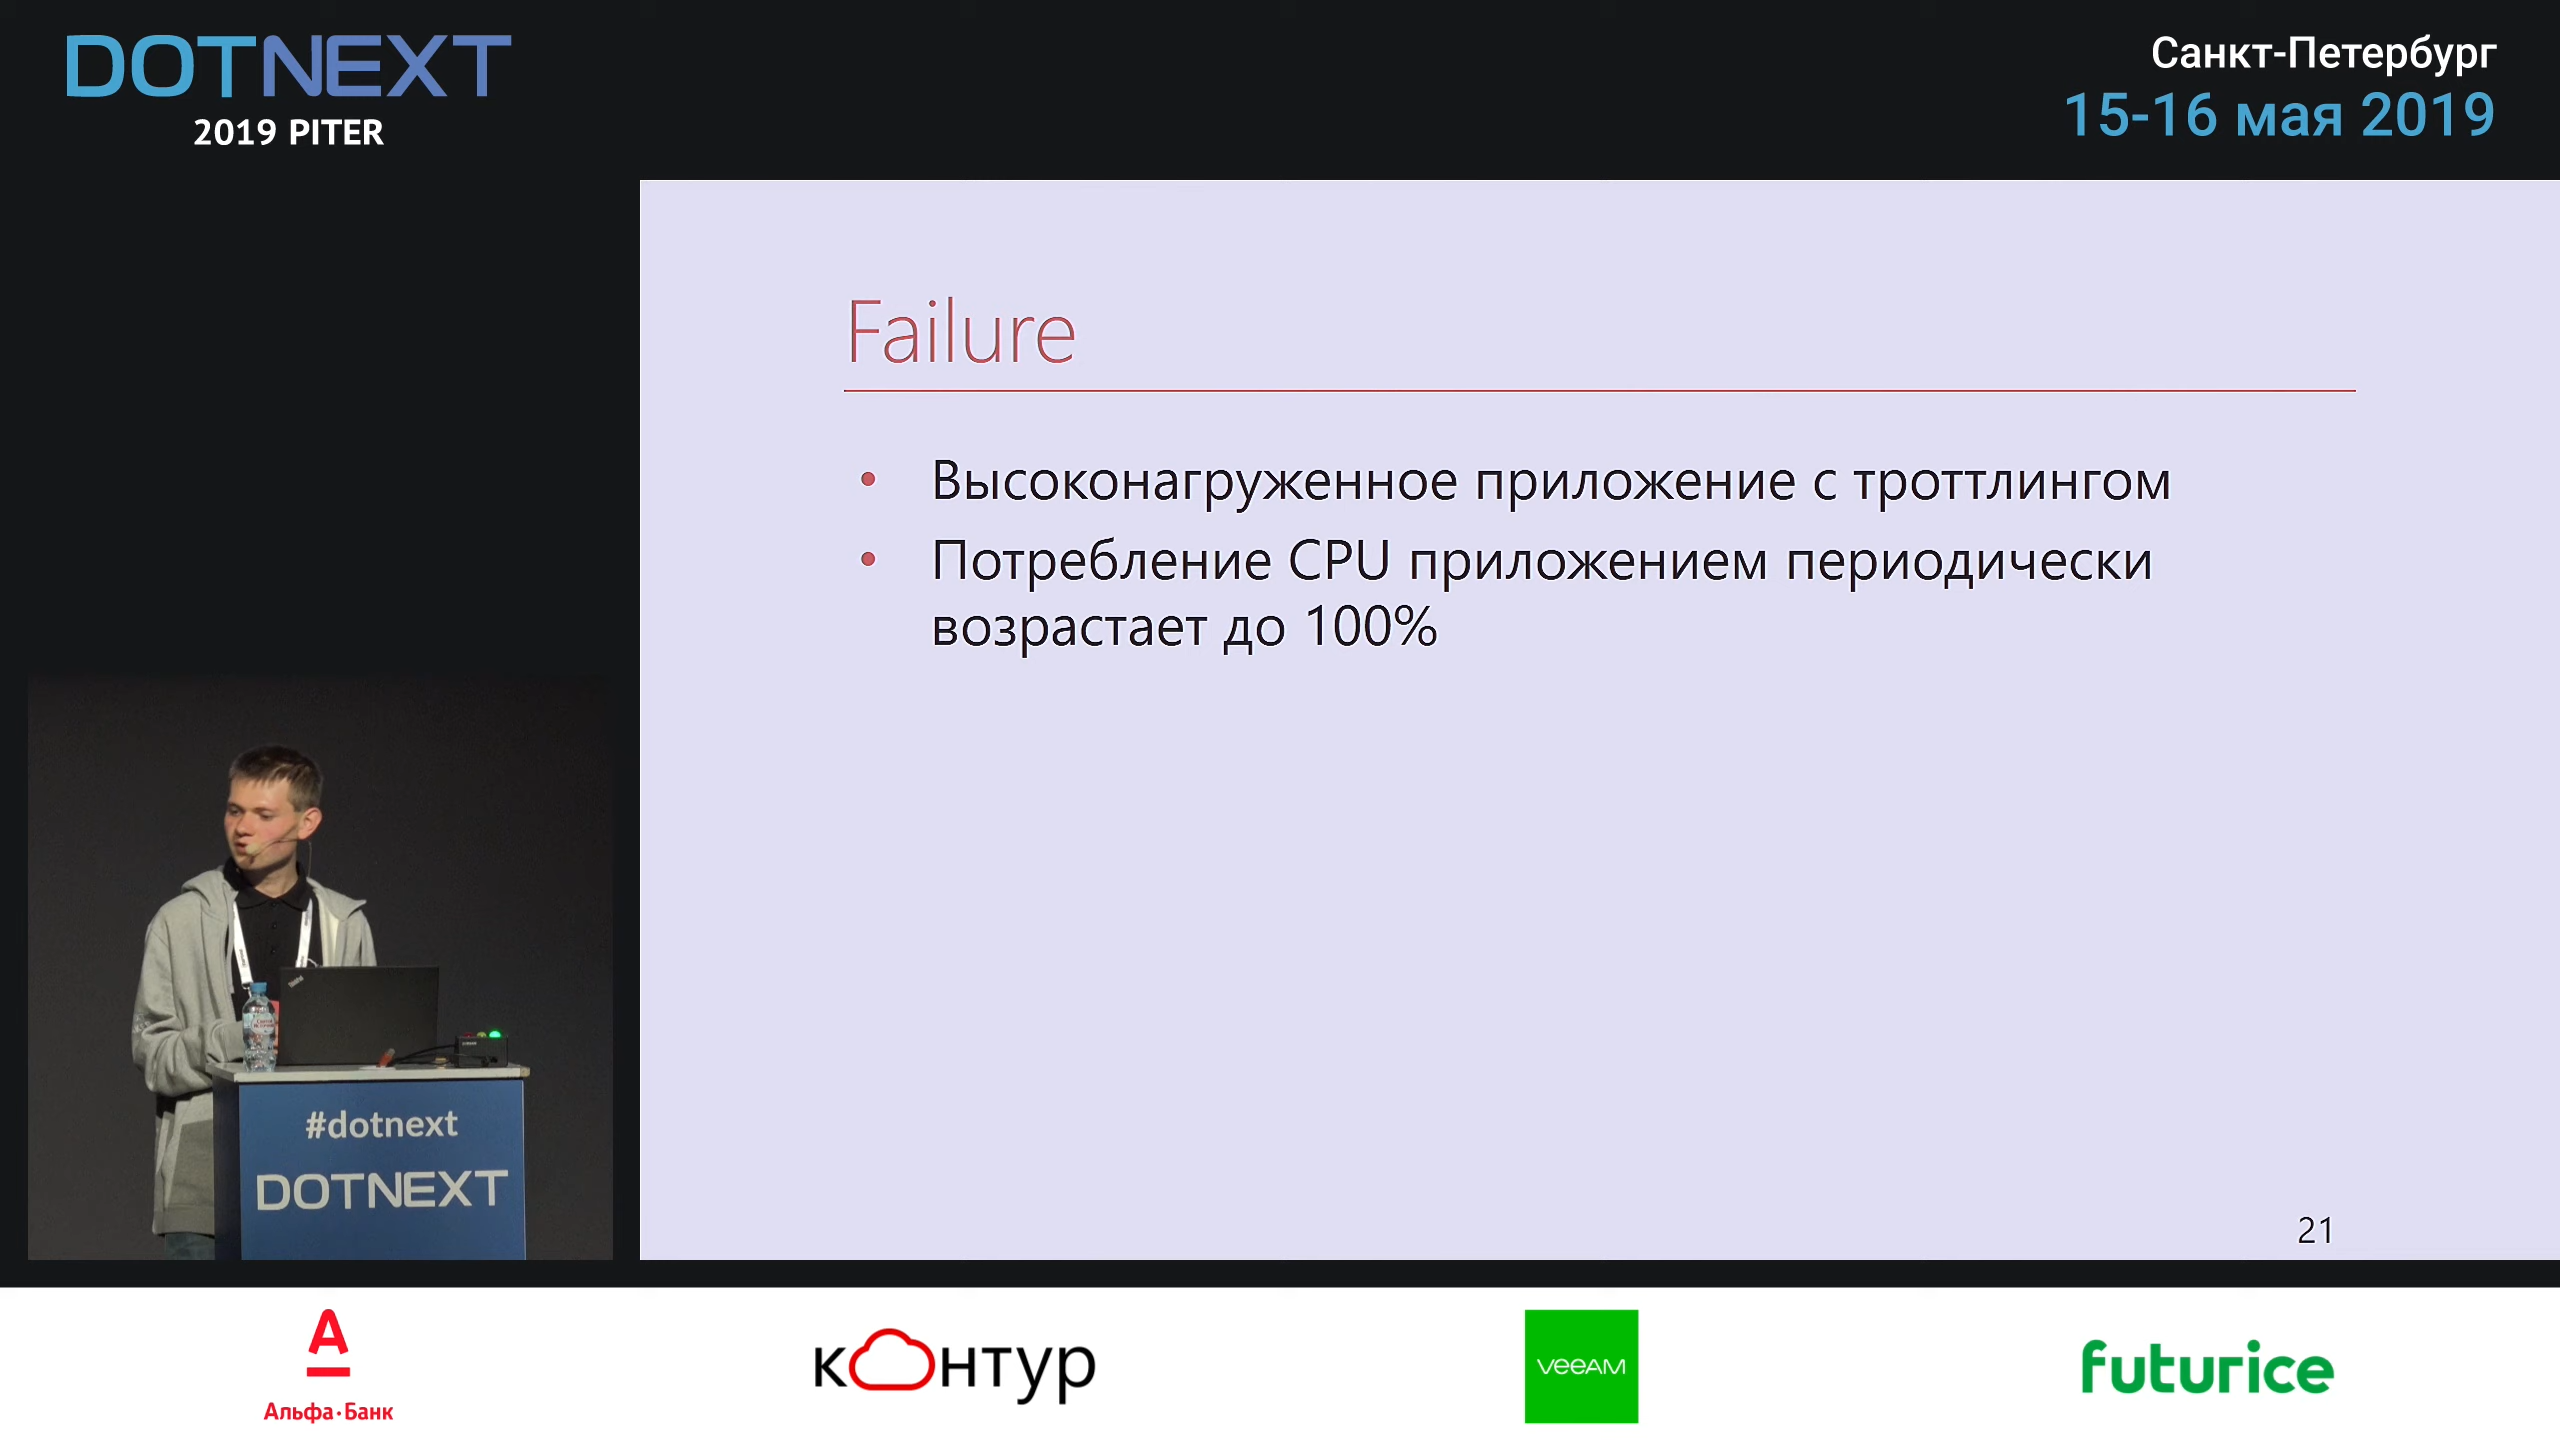 DOTNEXT
2019 PITER
Санкт-Петербург
15-16 мая 2019
Failure
• Высоконагруженное приложение с троттлингом
• Потребление CPU приложением периодически
возрастает до 100%
21
ThinkPad
#dotnext
DOTNEXT
Альфа·Банк
контур
veeAM
futurice